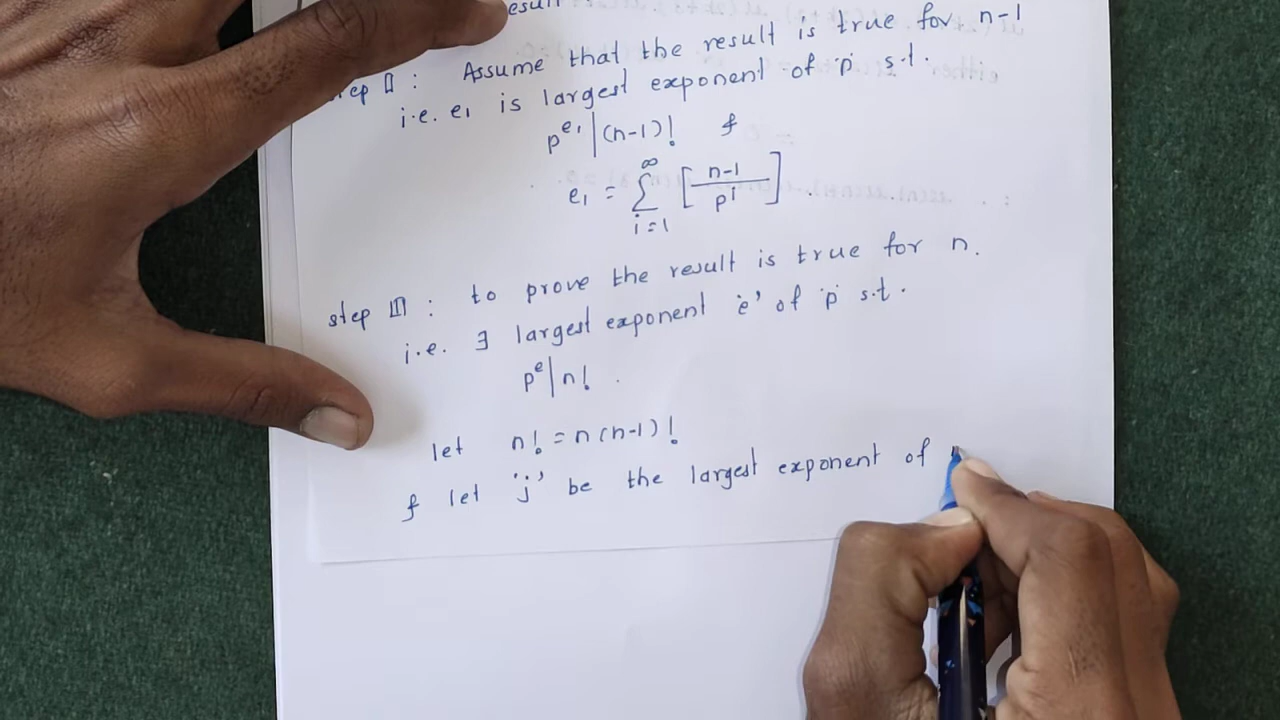 step II : Assume that the result is true for n-1
i.e. e₁ is largest exponent of 'p' s.t.
p^e₁ | (n-1)! &
e₁ = ∑_{i=1}^{∞} [ (n-1) / p^i ] .
step III : to prove the result is true for n.
i.e. ∃ largest exponent 'e' of 'p' s.t.
p^e | n! .
let n! = n (n-1)!
& let 'j' be the largest exponent of